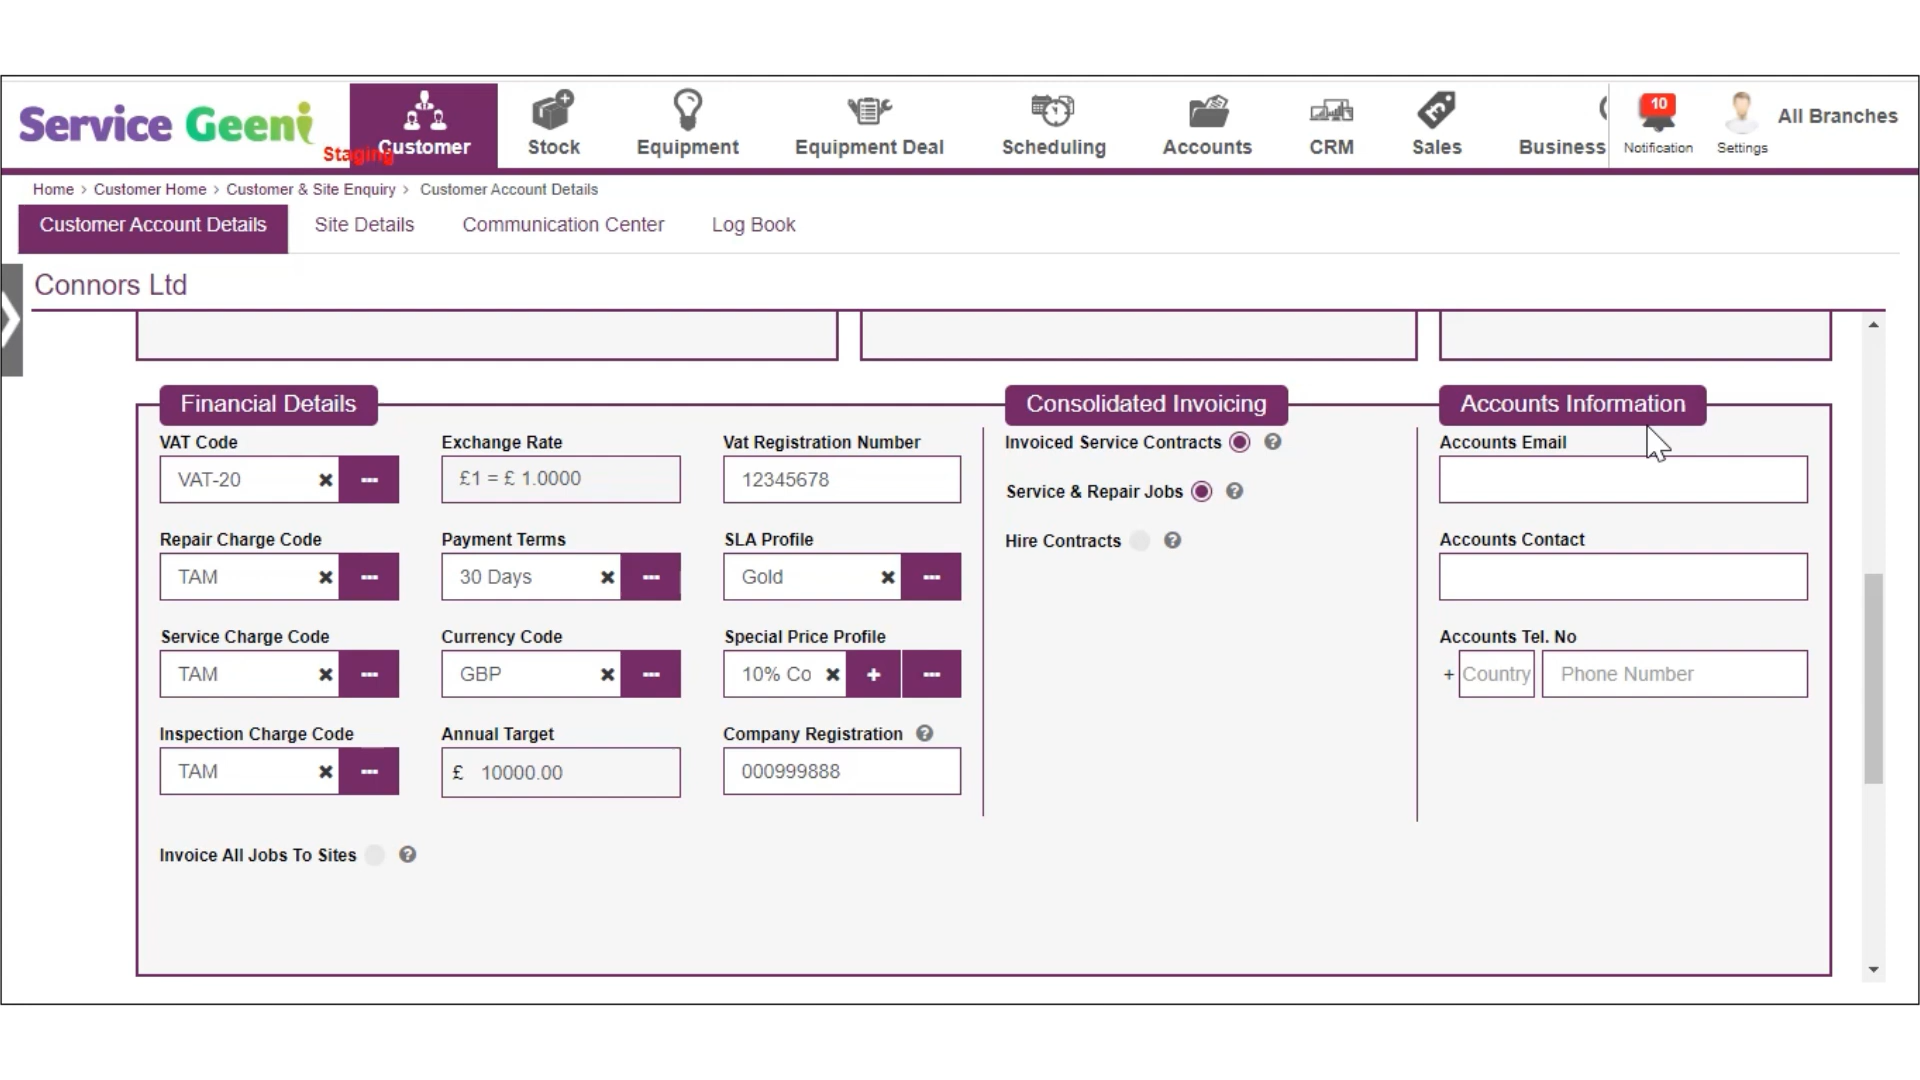 Service Geeni
Staging
Customer
Stock
Equipment
Equipment Deal
Scheduling
Accounts
CRM
Sales
Business
10
Notification
Settings
All Branches
Home > Customer Home > Customer & Site Enquiry > Customer Account Details
Customer Account Details
Site Details
Communication Center
Log Book
Connors Ltd
Financial Details
VAT Code
Exchange Rate
Vat Registration Number
VAT-20
£1 = £ 1.0000
12345678
Repair Charge Code
Payment Terms
SLA Profile
TAM
30 Days
Gold
Service Charge Code
Currency Code
Special Price Profile
TAM
GBP
10% Co
Inspection Charge Code
Annual Target
Company Registration
TAM
£ 10000.00
000999888
Invoice All Jobs To Sites
Consolidated Invoicing
Invoiced Service Contracts
Service & Repair Jobs
Hire Contracts
Accounts Information
Accounts Email
Accounts Contact
Accounts Tel. No
+ Country Phone Number